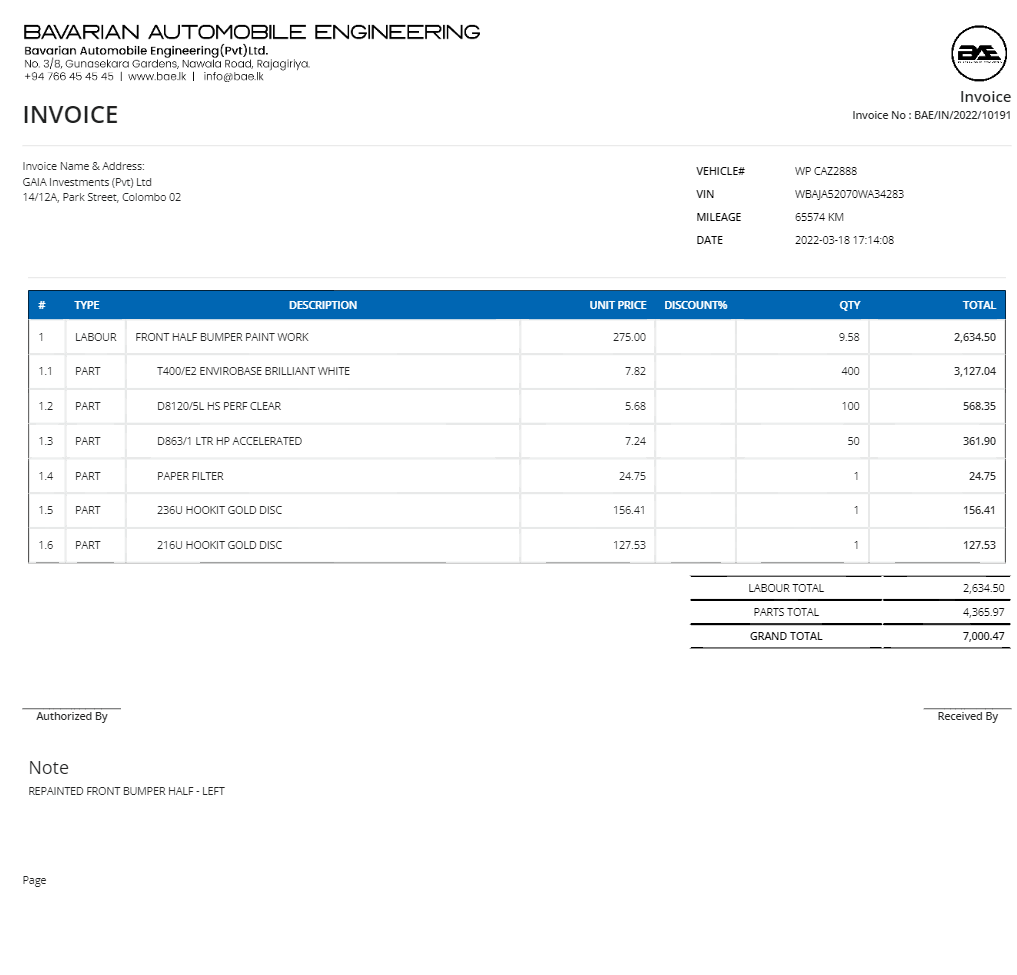 BAVARIAN AUTOMOBILE ENGINEERING
Bavarian Automobile Engineering(Pvt)Ltd.
No. 3/8, Gunasekara Gardens, Nawala Road, Rajagiriya.
+94 766 45 45 45 | www.bae.lk | info@bae.lk
BAE
Invoice
INVOICE
Invoice No : BAE/IN/2022/10191
Invoice Name & Address:
GAIA Investments (Pvt) Ltd
14/12A, Park Street, Colombo 02
VEHICLE# WP CAZ2888
VIN WBAJA52070WA34283
MILEAGE 65574 KM
DATE 2022-03-18 17:14:08
# TYPE DESCRIPTION UNIT PRICE DISCOUNT% QTY TOTAL
1 LABOUR FRONT HALF BUMPER PAINT WORK 275.00 9.58 2,634.50
1.1 PART T400/E2 ENVIROBASE BRILLIANT WHITE 7.82 400 3,127.04
1.2 PART D8120/5L HS PERF CLEAR 5.68 100 568.35
1.3 PART D863/1 LTR HP ACCELERATED 7.24 50 361.90
1.4 PART PAPER FILTER 24.75 1 24.75
1.5 PART 236U HOOKIT GOLD DISC 156.41 1 156.41
1.6 PART 216U HOOKIT GOLD DISC 127.53 1 127.53
LABOUR TOTAL 2,634.50
PARTS TOTAL 4,365.97
GRAND TOTAL 7,000.47
Authorized By Received By
Note
REPAINTED FRONT BUMPER HALF - LEFT
Page